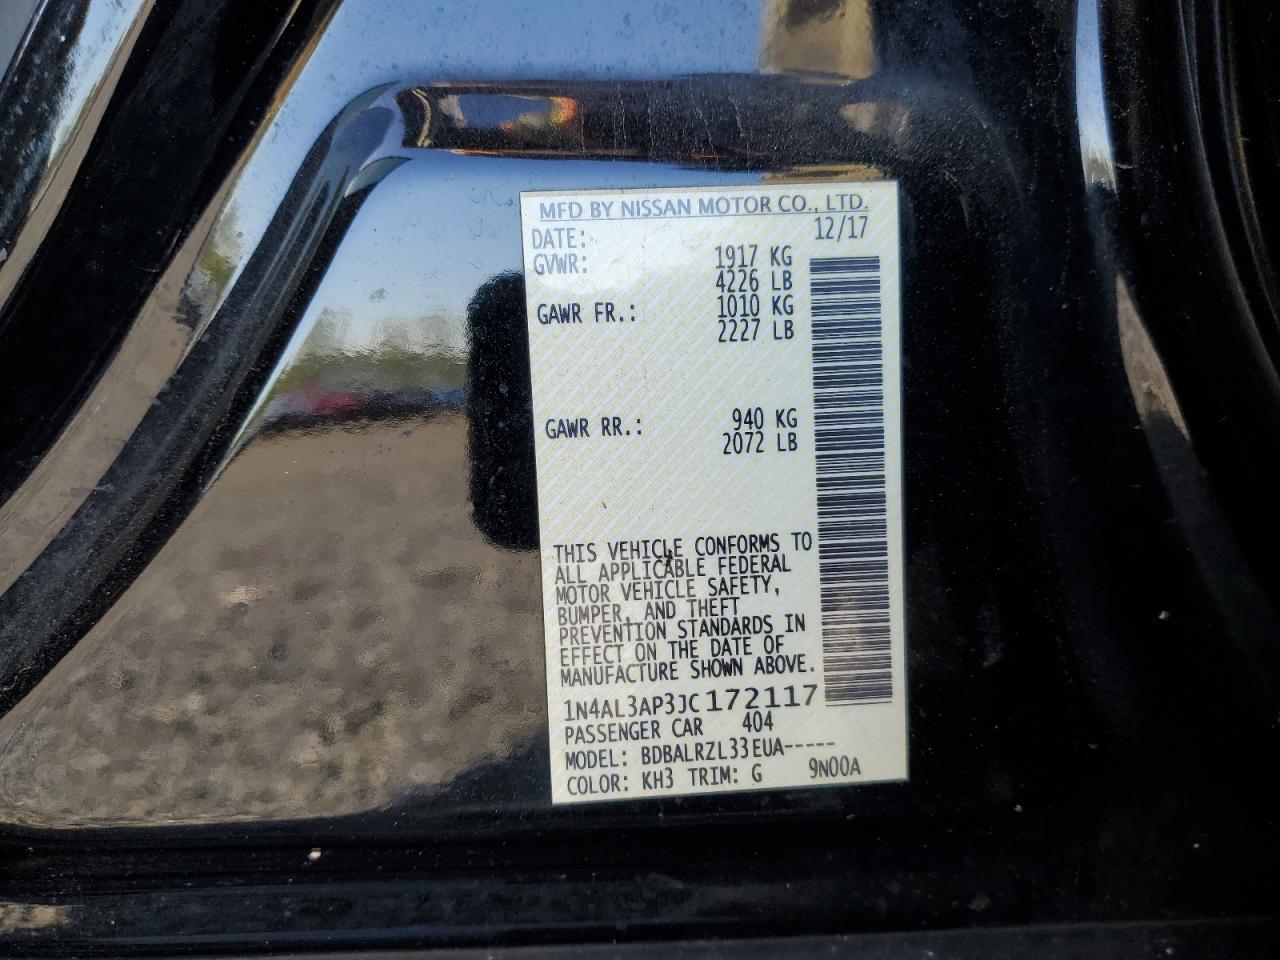 MFD BY NISSAN MOTOR CO., LTD.
DATE: 12/17
GVWR: 1917 KG
4226 LB
GAWR FR.: 1010 KG
2227 LB
GAWR RR.: 940 KG
2072 LB
THIS VEHICLE CONFORMS TO
ALL APPLICABLE FEDERAL
MOTOR VEHICLE SAFETY,
BUMPER, AND THEFT
PREVENTION STANDARDS IN
EFFECT ON THE DATE OF
MANUFACTURE SHOWN ABOVE.
1N4AL3AP3JC172117
PASSENGER CAR 404
MODEL: BDBALRZL33EUA-----
COLOR: KH3 TRIM: G 9N00A